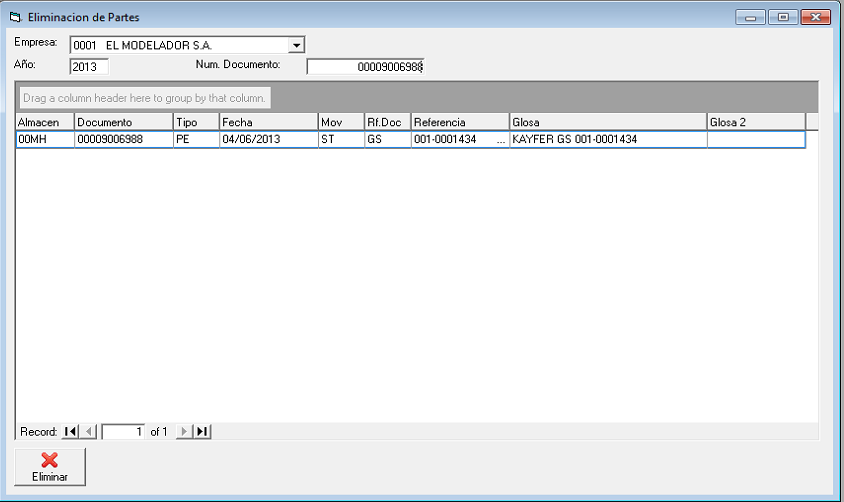 Eliminacion de Partes
Empresa: 0001 EL MODELADOR S.A.
Año: 2013 Num. Documento: 00009006988
Drag a column header here to group by that column.
Almacen Documento Tipo Fecha Mov Rf.Doc Referencia Glosa Glosa 2
00MH 00009006988 PE 04/06/2013 ST GS 001-0001434 ... KAYFER GS 001-0001434
Record: 1 of 1
Eliminar